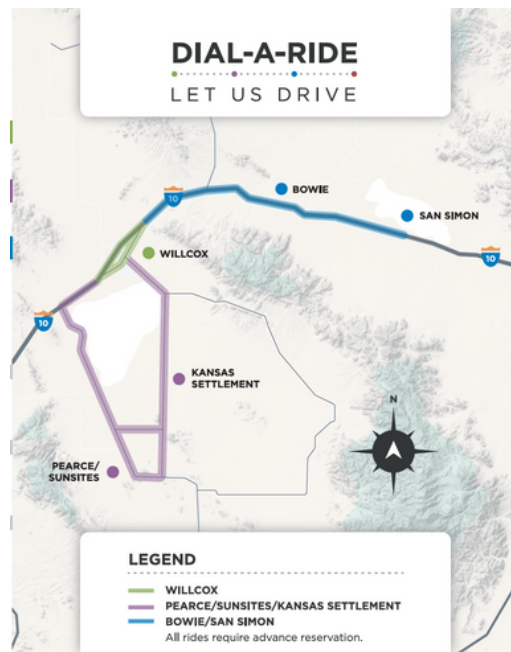 DIAL-A-RIDE
LET US DRIVE
10
BOWIE
SAN SIMON
WILLCOX
10
10
KANSAS
SETTLEMENT
N
PEARCE/
SUNSITES
LEGEND
WILLCOX
PEARCE/SUNSITES/KANSAS SETTLEMENT
BOWIE/SAN SIMON
All rides require advance reservation.